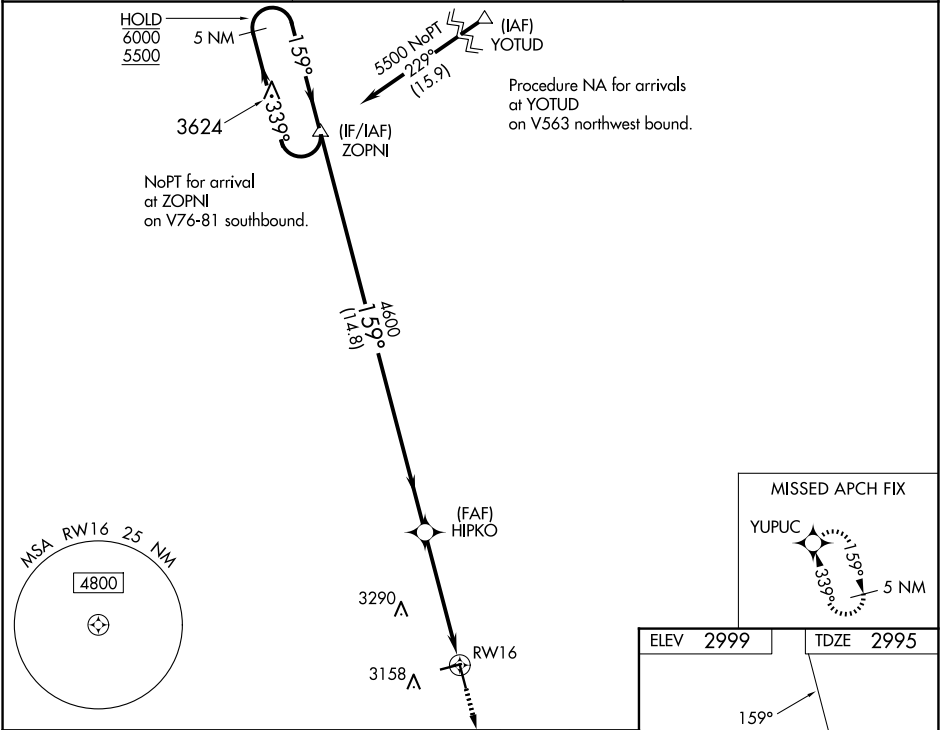 HOLD
6000
5500
5 NM
159°
339°
3624
(IF/IAF)
ZOPNI
5500 NoPT
229°
(15.9)
(IAF)
YOTUD
Procedure NA for arrivals
at YOTUD
on V563 northwest bound.
NoPT for arrival
at ZOPNI
on V76-81 southbound.
4600
159°
(14.8)
(FAF)
HIPKO
3290
3158
RW16
MSA RW16 25 NM
4800
MISSED APCH FIX
YUPUC
159°
339°
5 NM
ELEV 2999
TDZE 2995
159°